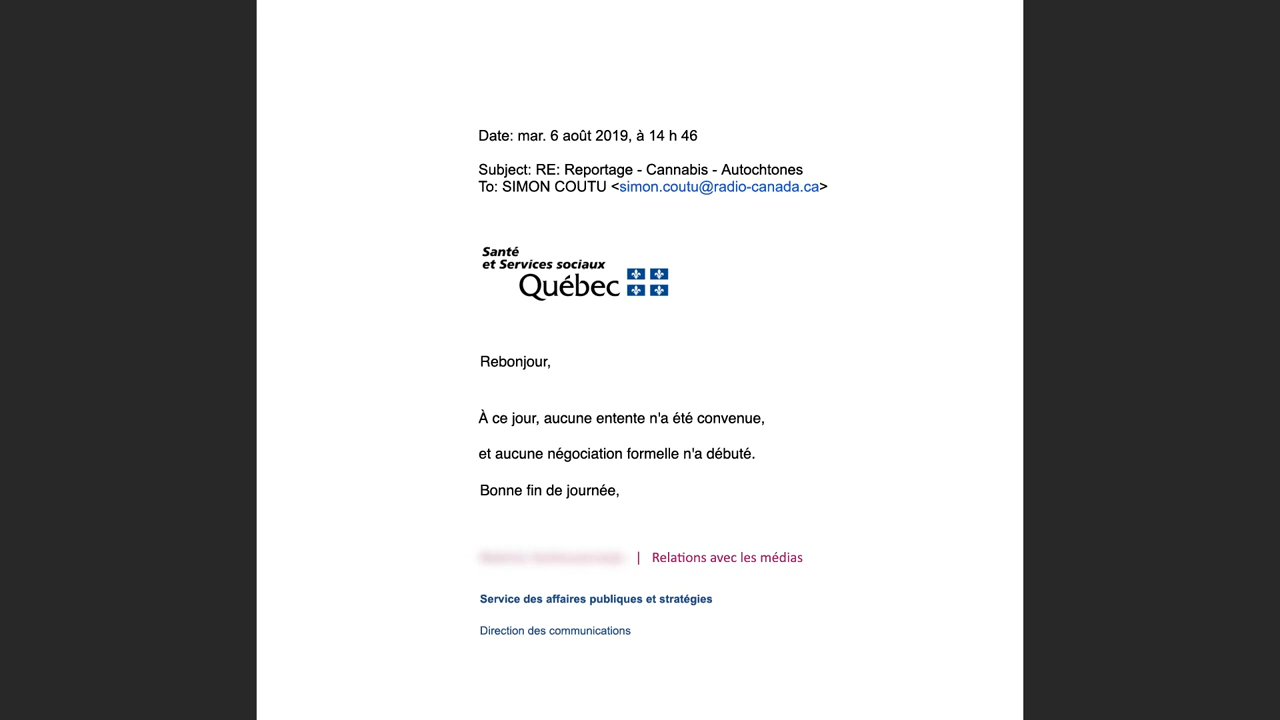 Date: mar. 6 août 2019, à 14 h 46
Subject: RE: Reportage - Cannabis - Autochtones
To: SIMON COUTU <simon.coutu@radio-canada.ca>
Santé
et Services sociaux
Québec
Rebonjour,
À ce jour, aucune entente n'a été convenue,
et aucune négociation formelle n'a débuté.
Bonne fin de journée,
| Relations avec les médias
Service des affaires publiques et stratégies
Direction des communications